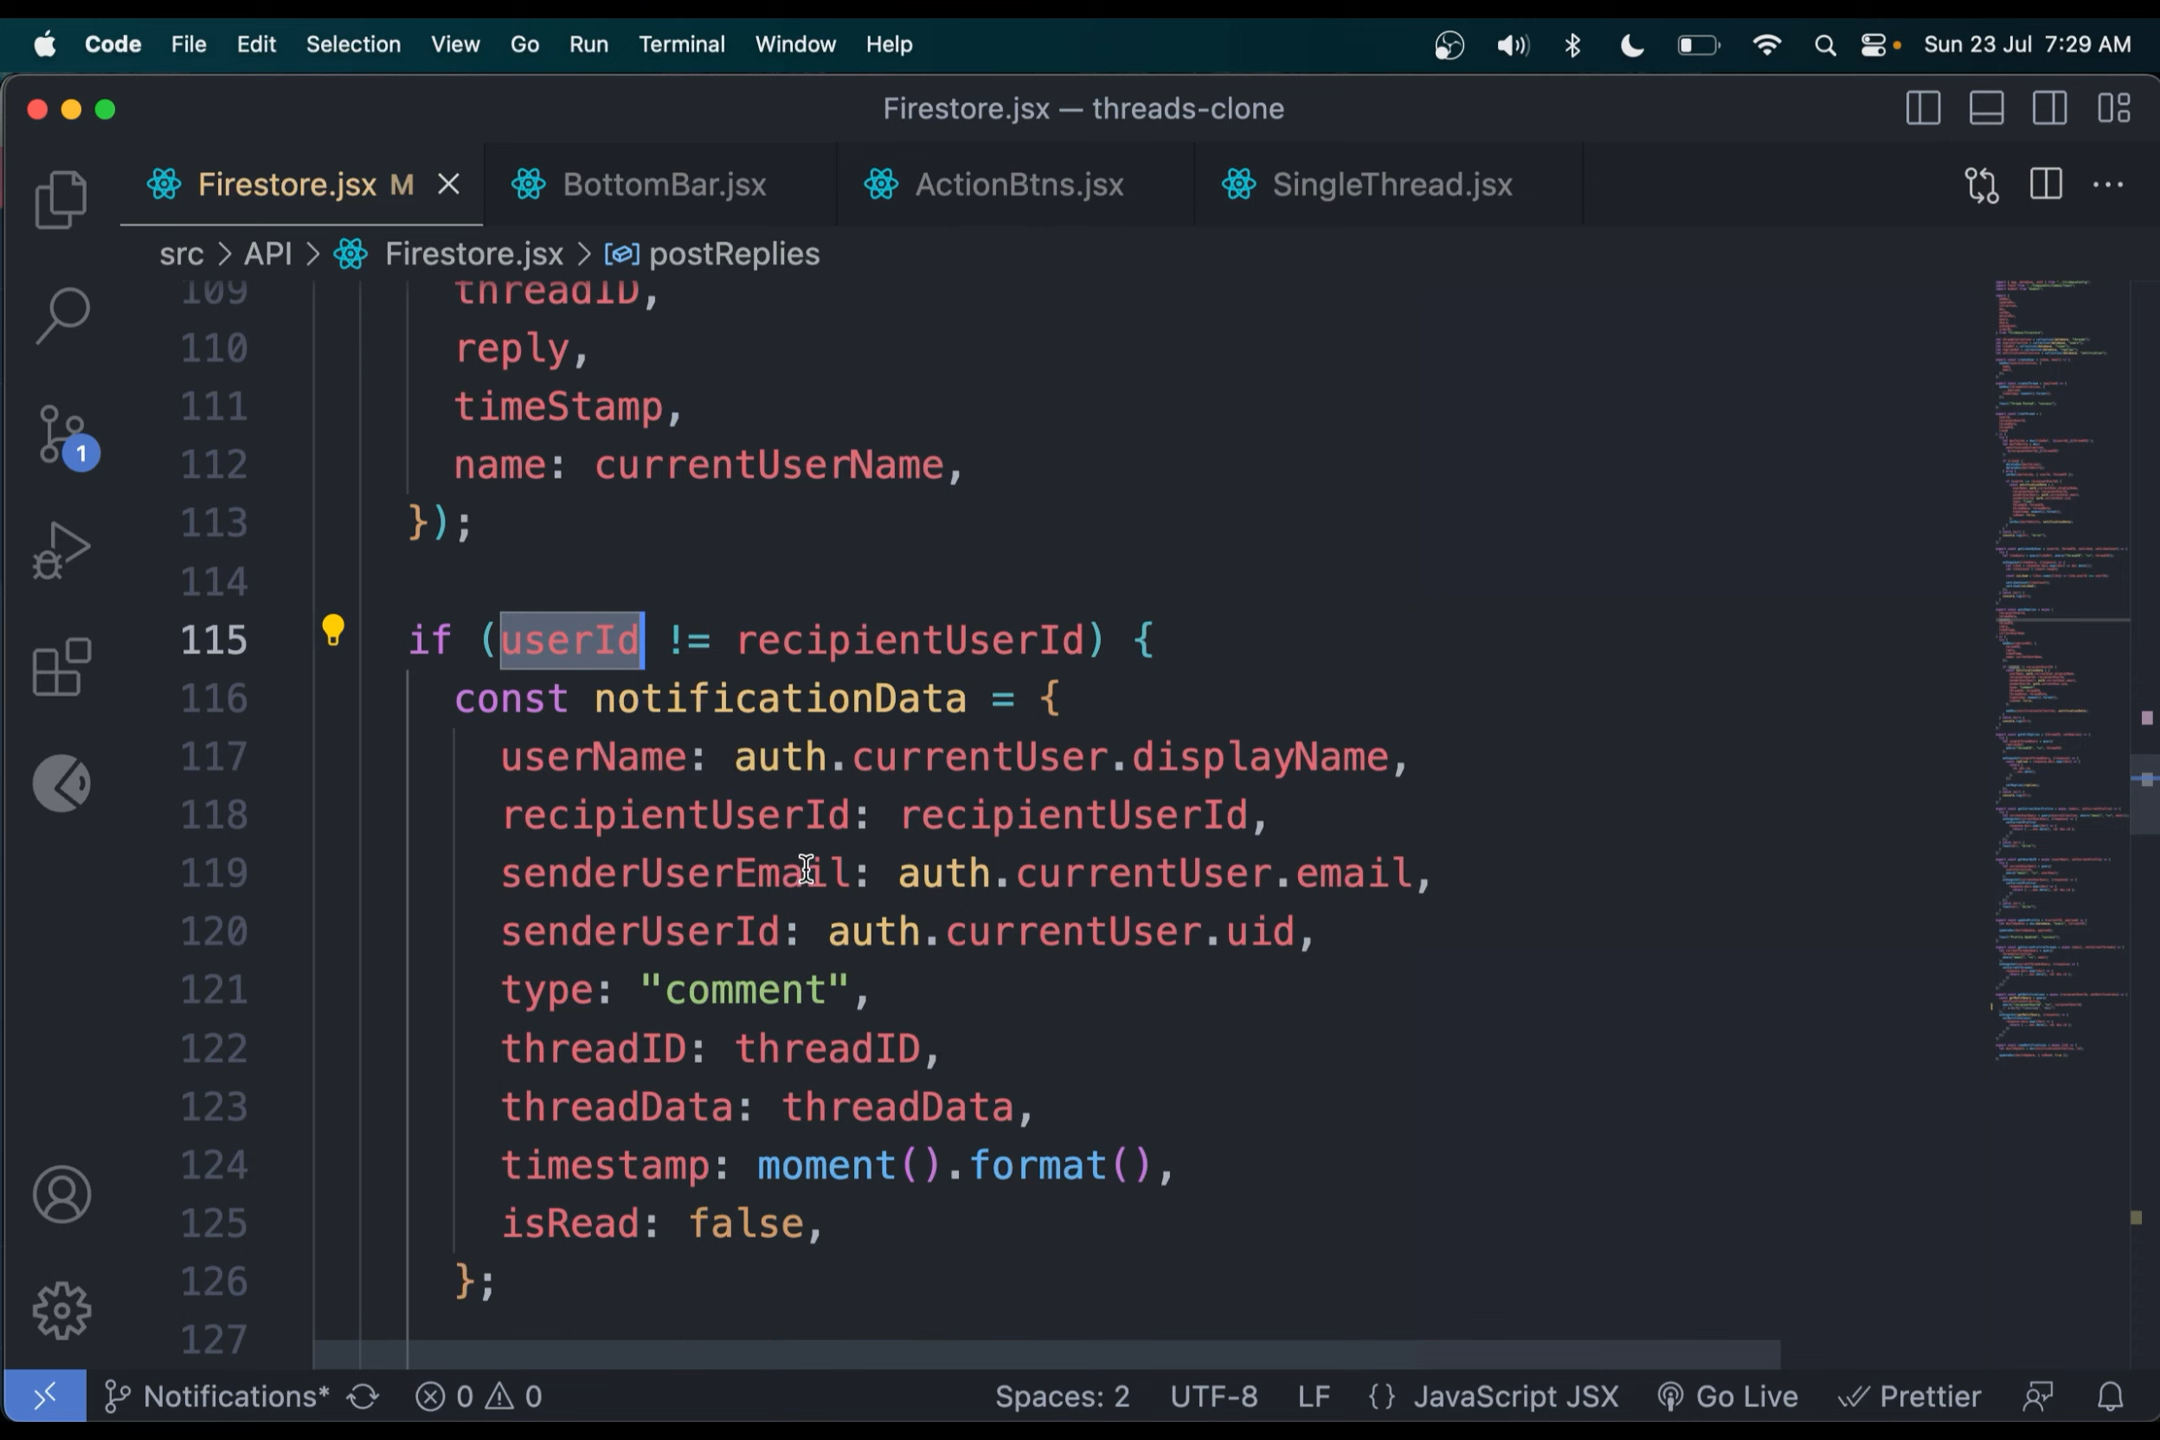 Code File Edit Selection View Go Run Terminal Window Help Sun 23 Jul 7:29 AM
Firestore.jsx — threads-clone
Firestore.jsx M BottomBar.jsx ActionBtns.jsx SingleThread.jsx
src > API > Firestore.jsx > postReplies
109 threadID,
110 reply,
111 timeStamp,
112 name: currentUserName,
113 });
114
115 if (userId != recipientUserId) {
116 const notificationData = {
117 userName: auth.currentUser.displayName,
118 recipientUserId: recipientUserId,
119 senderUserEmail: auth.currentUser.email,
120 senderUserId: auth.currentUser.uid,
121 type: "comment",
122 threadID: threadID,
123 threadData: threadData,
124 timestamp: moment().format(),
125 isRead: false,
126 };
127
1
Notifications* 0 0 Spaces: 2 UTF-8 LF {} JavaScript JSX Go Live Prettier